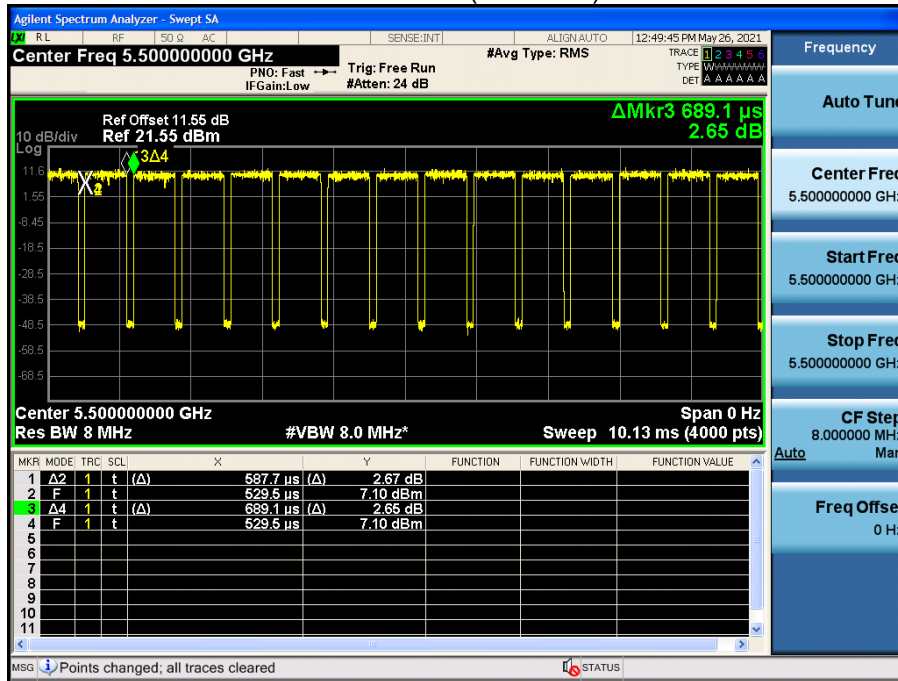 Agilent Spectrum Analyzer - Swept SA
LXI RL RF 50 Ω AC SENSE:INT ALIGN AUTO 12:49:45 PM May 26, 2021
Center Freq 5.500000000 GHz #Avg Type: RMS TRACE 1 2 3 4 5 6
PNO: Fast Trig: Free Run TYPE WWWWWW
IFGain:Low #Atten: 24 dB DET A A A A A A
Frequency
Auto Tune
Center Freq
5.500000000 GHz
Start Freq
5.500000000 GHz
Stop Freq
5.500000000 GHz
CF Step
8.000000 MHz
Auto Man
Freq Offset
0 Hz
ΔMkr3 689.1 µs
2.65 dB
Ref Offset 11.55 dB
10 dB/div Ref 21.55 dBm
Log
3Δ4
2
11.6
1.55
-8.45
-18.5
-28.5
-38.5
-48.5
-58.5
-68.5
Center 5.500000000 GHz Span 0 Hz
Res BW 8 MHz #VBW 8.0 MHz* Sweep 10.13 ms (4000 pts)
MKR MODE TRC SCL X Y FUNCTION FUNCTION WIDTH FUNCTION VALUE
1 Δ2 1 t (Δ) 587.7 µs (Δ) 2.67 dB
2 F 1 t 529.5 µs 7.10 dBm
3 Δ4 1 t (Δ) 689.1 µs (Δ) 2.65 dB
4 F 1 t 529.5 µs 7.10 dBm
5
6
7
8
9
10
11
MSG Points changed; all traces cleared STATUS